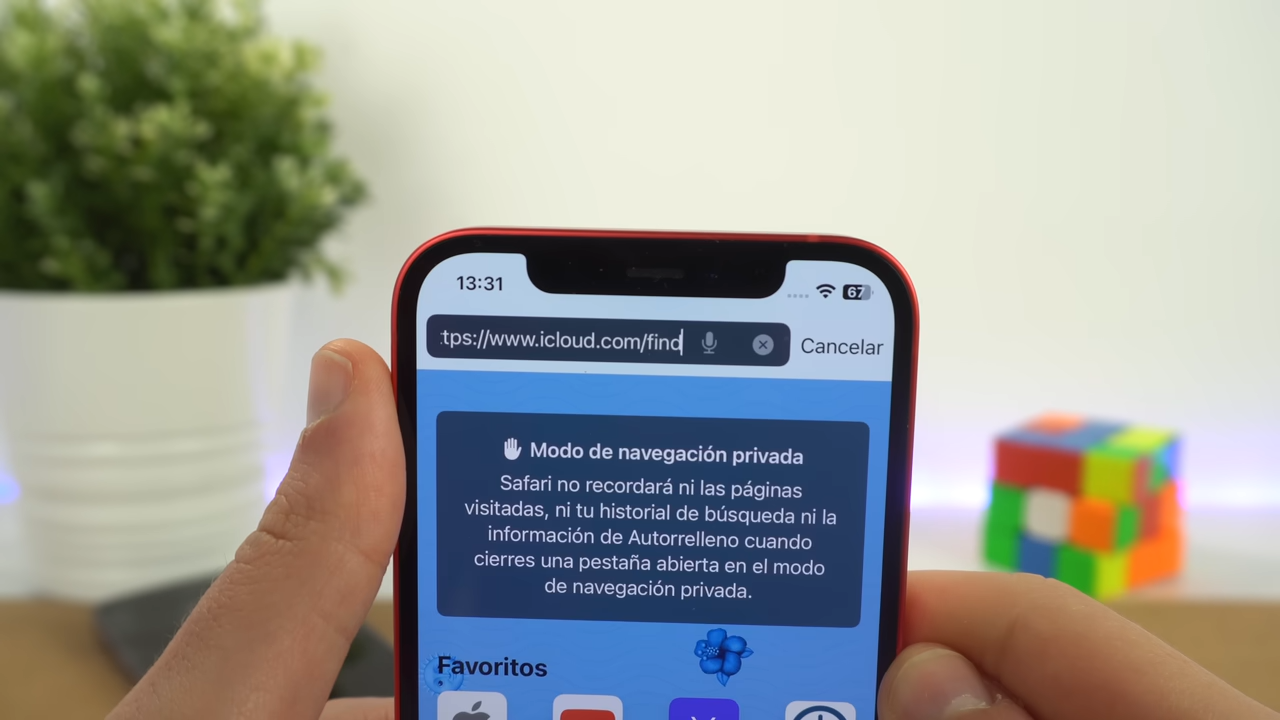 13:31
67
tps://www.icloud.com/find
Cancelar
Modo de navegación privada
Safari no recordará ni las páginas
visitadas, ni tu historial de búsqueda ni la
información de Autorrelleno cuando
cierres una pestaña abierta en el modo
de navegación privada.
Favoritos